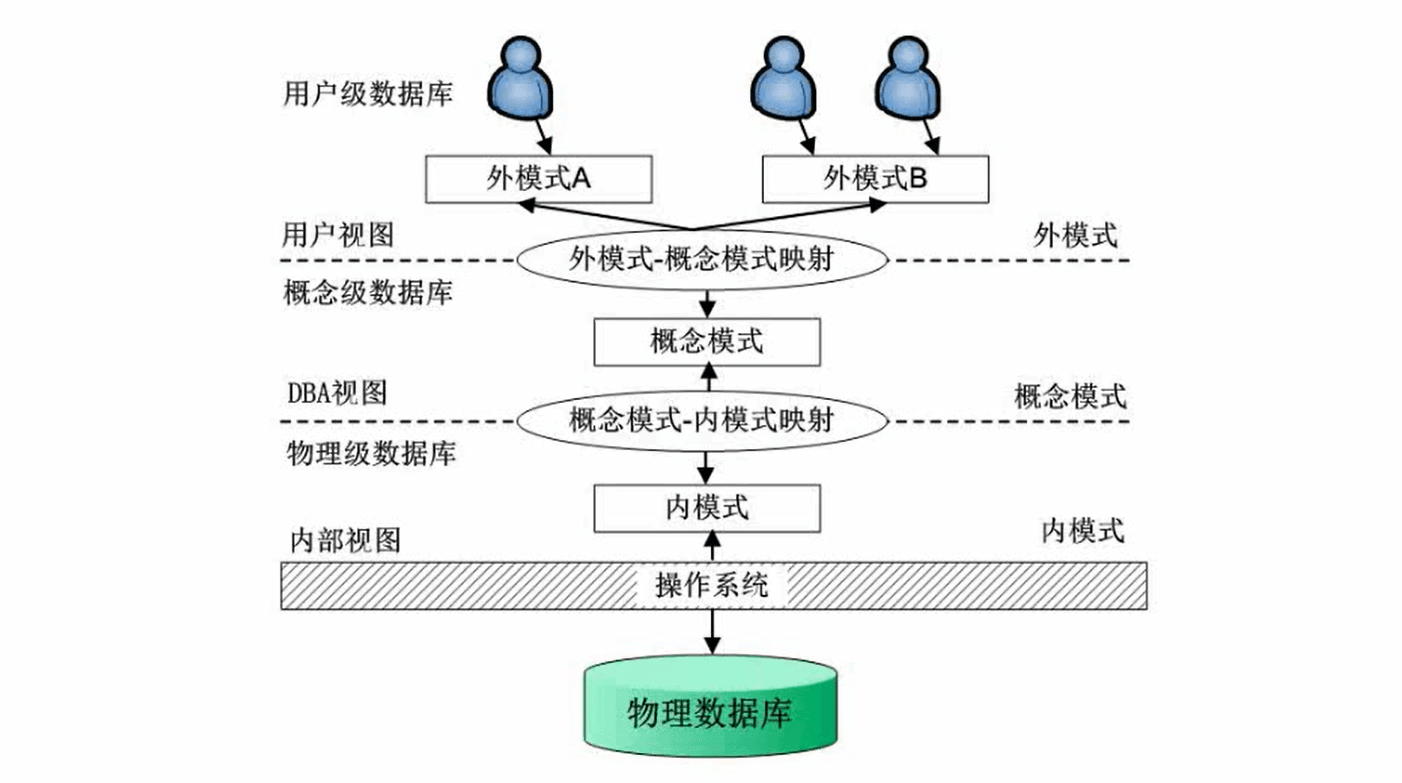 用户级数据库
外模式A
外模式B
用户视图
外模式
外模式-概念模式映射
概念级数据库
概念模式
DBA视图
概念模式
概念模式-内模式映射
物理级数据库
内模式
内部视图
内模式
操作系统
物理数据库